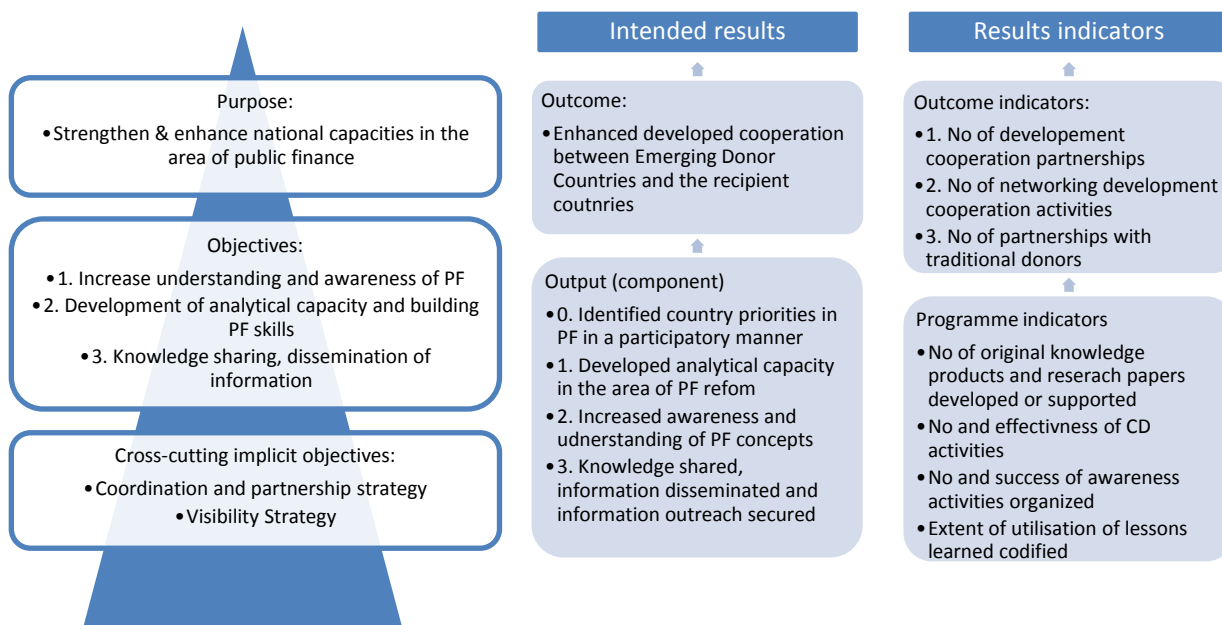 Purpose:
•Strengthen & enhance national capacities in the
area of public finance
Objectives:
•1. Increase understanding and awareness of PF
•2. Development of analytical capacity and building
PF skills
•3. Knowledge sharing, dissemination of
information
Cross-cutting implicit objectives:
•Coordination and partnership strategy
•Visibility Strategy
Intended results
Outcome:
•Enhanced developed cooperation
between Emerging Donor
Countries and the recipient
coutnries
Output (component)
•0. Identified country priorities in
PF in a participatory manner
•1. Developed analytical capacity
in the area of PF refom
•2. Increased awareness and
udnerstanding of PF concepts
•3. Knowledge shared,
information disseminated and
information outreach secured
Results indicators
Outcome indicators:
•1. No of developement
cooperation partnerships
•2. No of networking development
cooperation activities
•3. No of partnerships with
traditional donors
Programme indicators
•No of original knowledge
products and reserach papers
developed or supported
•No and effectivness of CD
activities
•No and success of awareness
activities organized
•Extent of utilisation of lessons
learned codified